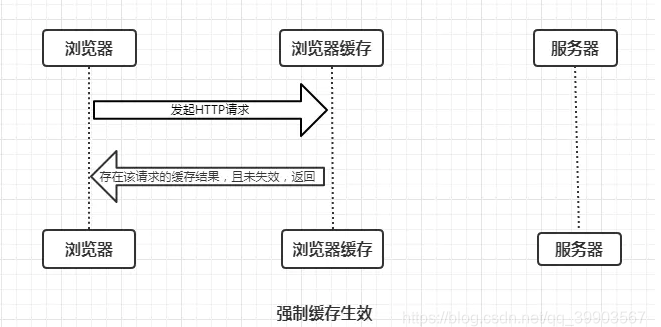 浏览器 浏览器缓存 服务器
发起HTTP请求
存在该请求的缓存结果，且未失效，返回
浏览器 浏览器缓存 服务器
强制缓存生效
https://blog.csdn.net/qq_39903567